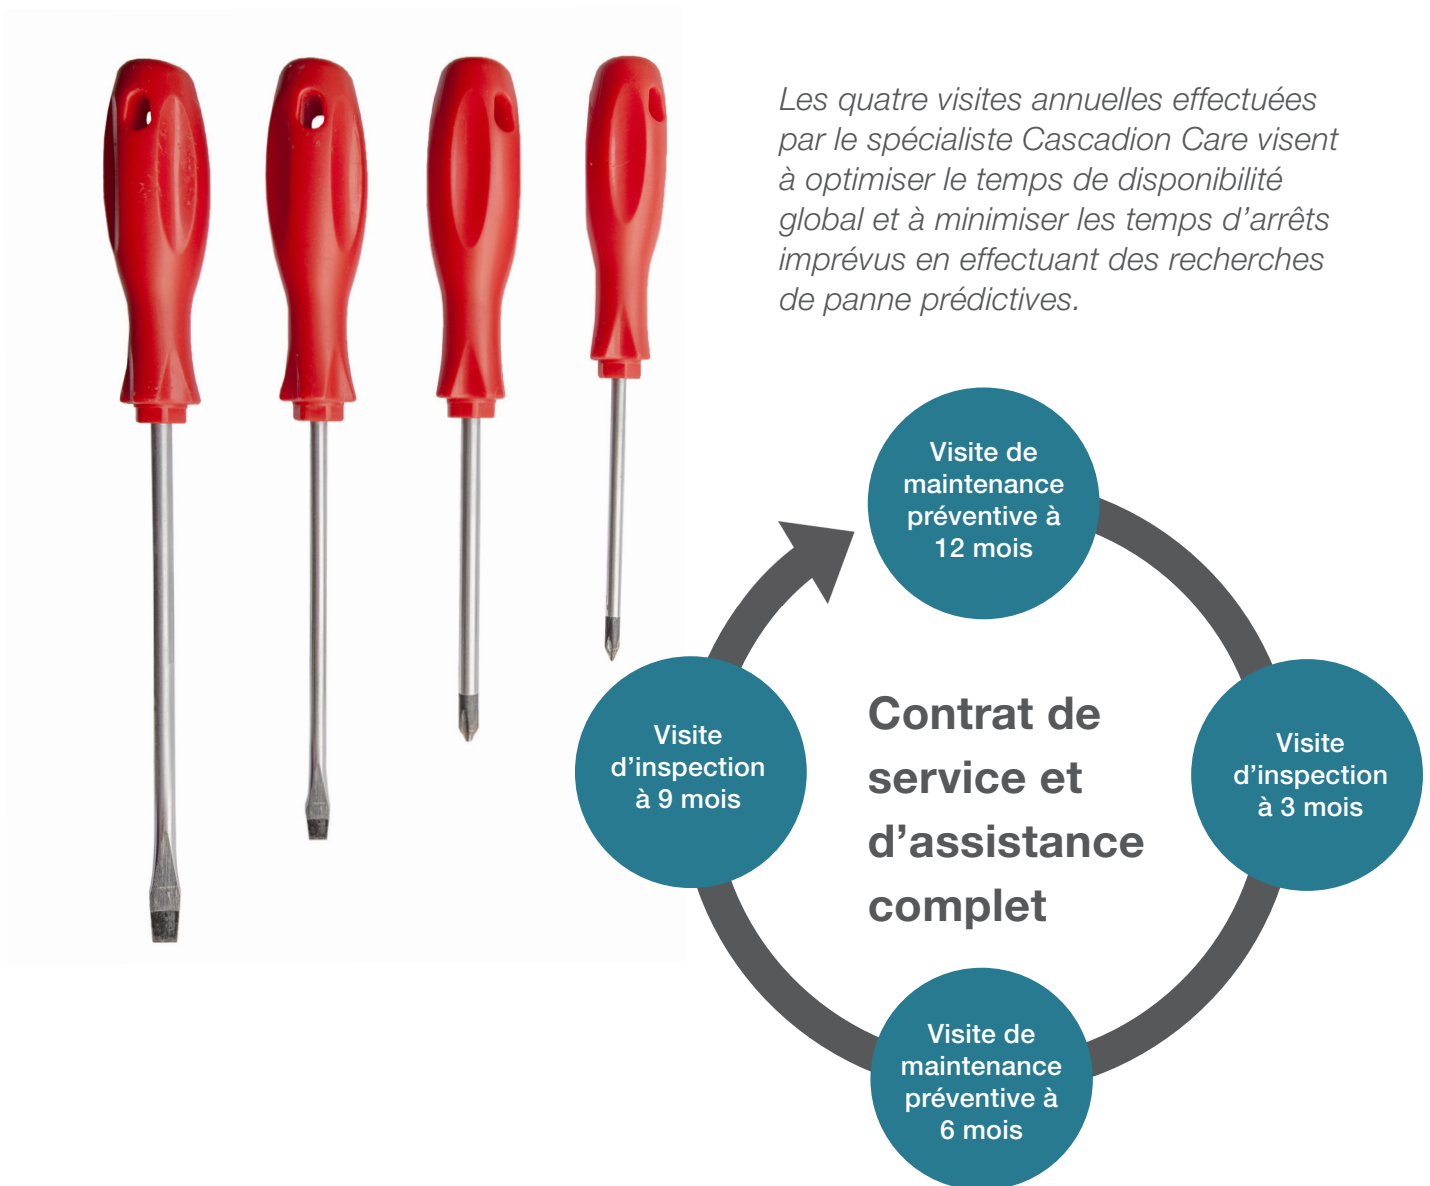 Les quatre visites annuelles effectuées
par le spécialiste Cascadion Care visent
à optimiser le temps de disponibilité
global et à minimiser les temps d’arrêts
imprévus en effectuant des recherches
de panne prédictives.
Visite de
maintenance
préventive à
12 mois
Visite
d’inspection
à 3 mois
Visite de
maintenance
préventive à
6 mois
Visite
d’inspection
à 9 mois
Contrat de
service et
d’assistance
complet